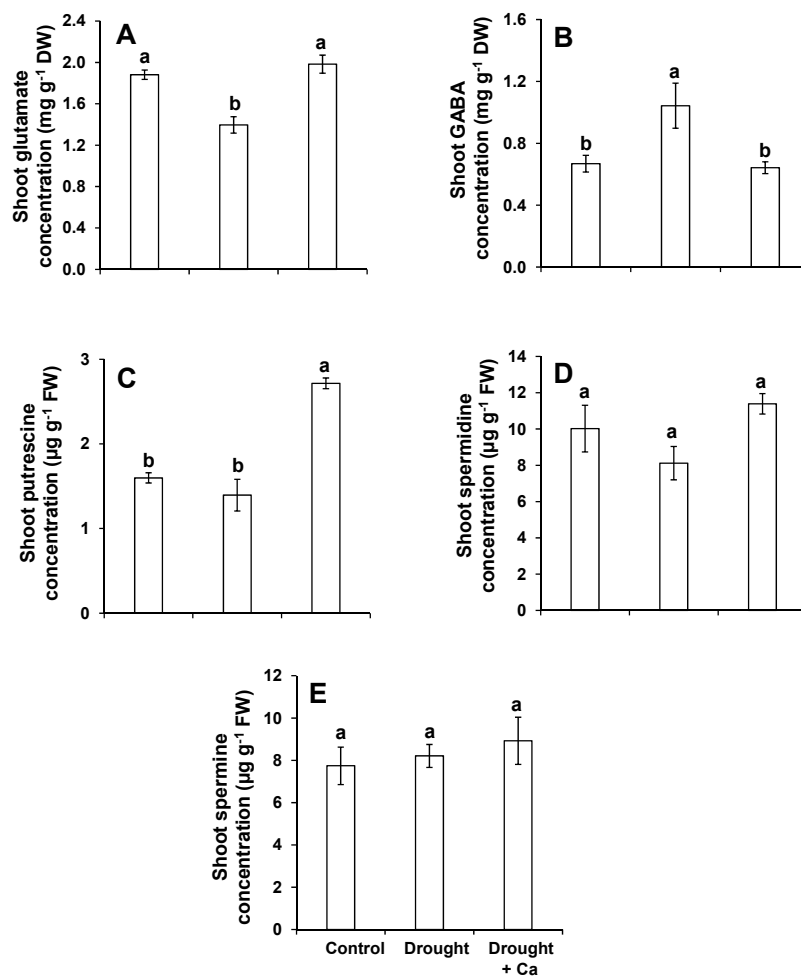 A
Shoot glutamate
concentration (mg g-1 DW)
2.4
2.0
1.6
1.2
0.8
0.4
0.0
a
b
a
B
Shoot GABA
concentration (mg g-1 DW)
1.6
1.2
0.8
0.4
0.0
b
a
b
C
Shoot putrescine
concentration (µg g-1 FW)
3
2
1
0
b
b
a
D
Shoot spermidine
concentration (µg g-1 FW)
14
12
10
8
6
4
2
0
a
a
a
E
Shoot spermine
concentration (µg g-1 FW)
12
10
8
6
4
2
0
a
a
a
Control
Drought
Drought
+ Ca